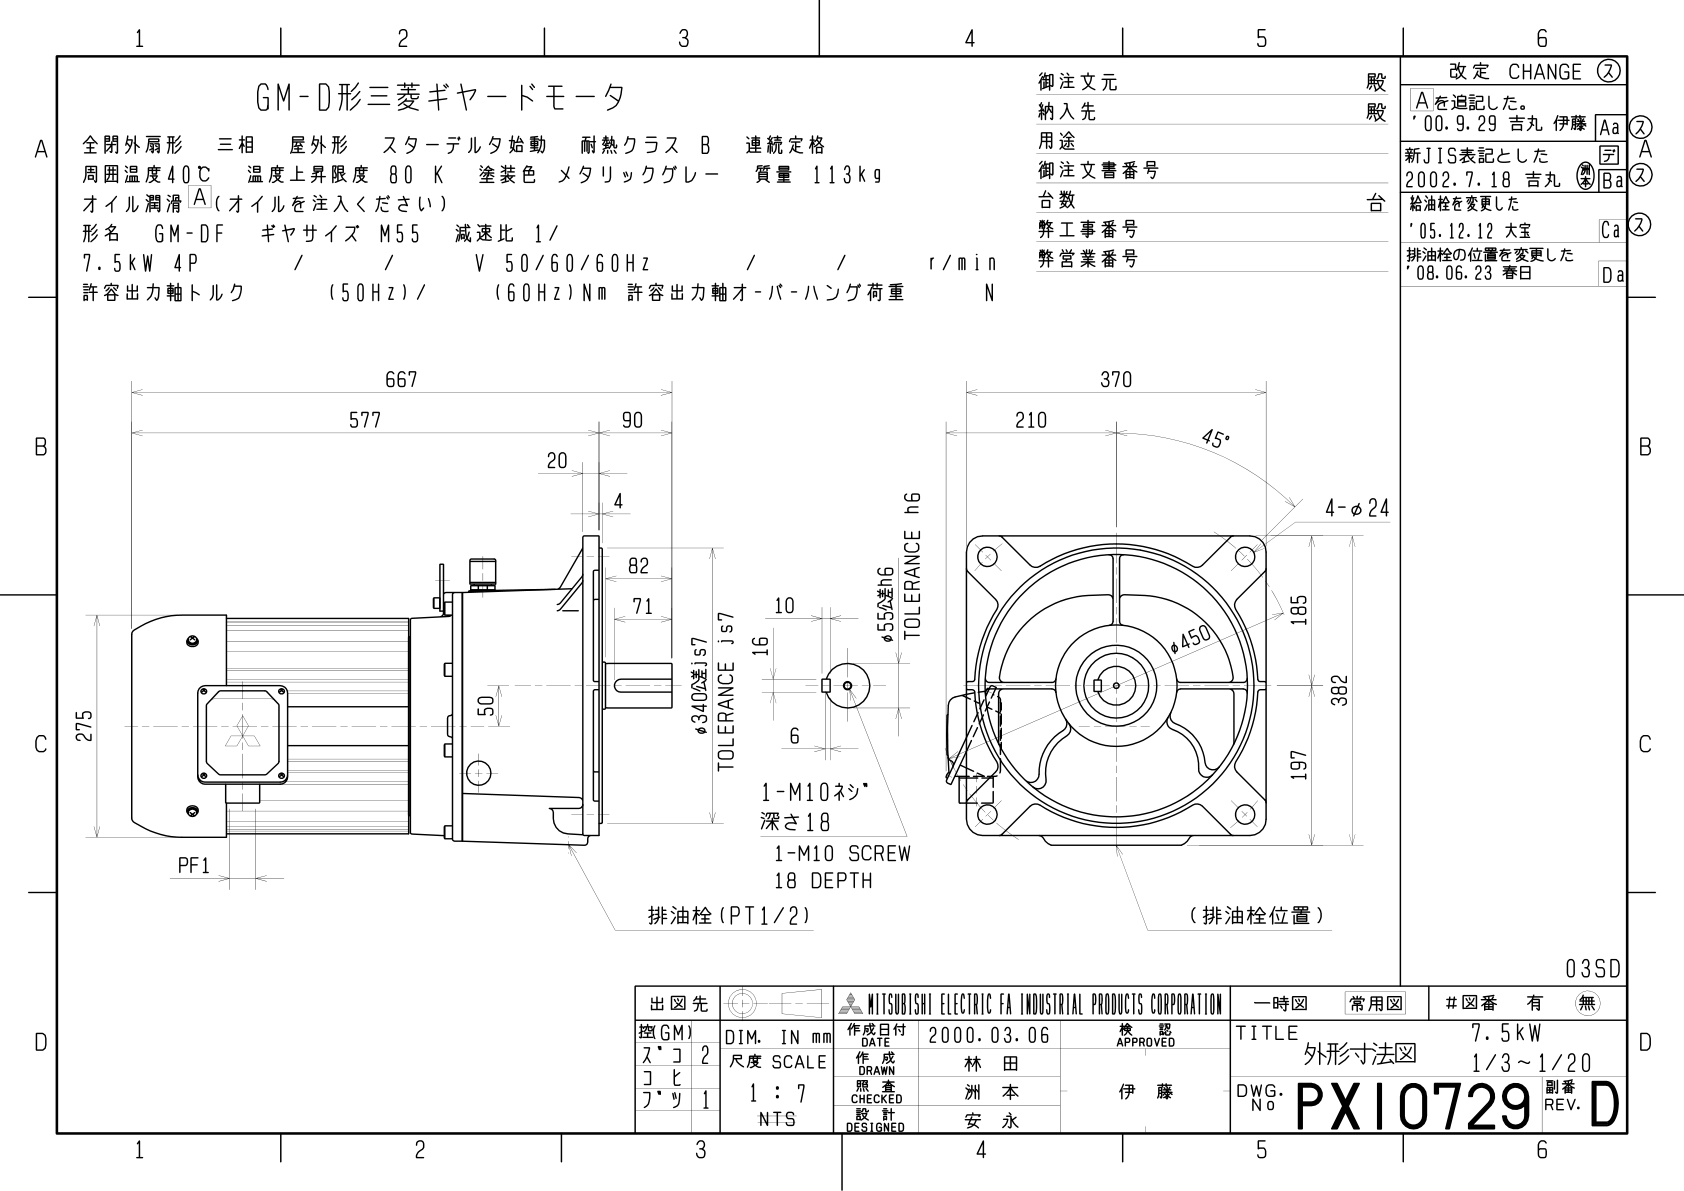 1 2 3 4 5 6
GM-D形三菱ギヤードモータ
全閉外扇形 三相 屋外形 スターデルタ始動 耐熱クラス B 連続定格
周囲温度40℃ 温度上昇限度 80 K 塗装色 メタリックグレー 質量 113kg
オイル潤滑 A (オイルを注入ください)
形名 GM-DF ギヤサイズ M55 減速比 1/
7.5kW 4P / / V 50/60/60Hz / / r/min
許容出力軸トルク (50Hz)/ (60Hz)Nm 許容出力軸オ-バ-ハング荷重 N
御注文元 殿
納入先 殿
用途
御注文書番号
台数 台
弊工事番号
弊営業番号
改定 CHANGE ス
Aを追記した。
'00.9.29 吉丸 伊藤 Aa ス
新JIS表記とした デ
2002.7.18 吉丸 洲本 Ba ス
給油栓を変更した
'05.12.12 大宝 Ca ス
排油栓の位置を変更した
'08.06.23 春日 Da
A
B
C
D
A
B
C
D
667
577 90
20
4
82
71
50
275
PF1
φ340公差js7
TOLERANCE js7
排油栓(PT1/2)
10
16
6
φ55公差h6
TOLERANCE h6
1-M10ネジ
深さ18
1-M10 SCREW
18 DEPTH
370
210
45°
4-φ24
φ450
185
197
382
(排油栓位置)
03SD
出図先
控(GM)
ズコ 2
コヒ
ブツ 1
DIM. IN mm
尺度 SCALE
1 : 7
NTS
MITSUBISHI ELECTRIC FA INDUSTRIAL PRODUCTS CORPORATION
作成日付 DATE 2000.03.06
作成 DRAWN 林田
照査 CHECKED 洲本
設計 DESIGNED 安永
検認 APPROVED
伊藤
一時図 常用図 #図番 有 無
TITLE 7.5kW
外形寸法図 1/3~1/20
DWG. No PX10729 副番 REV. D
1 2 3 4 5 6